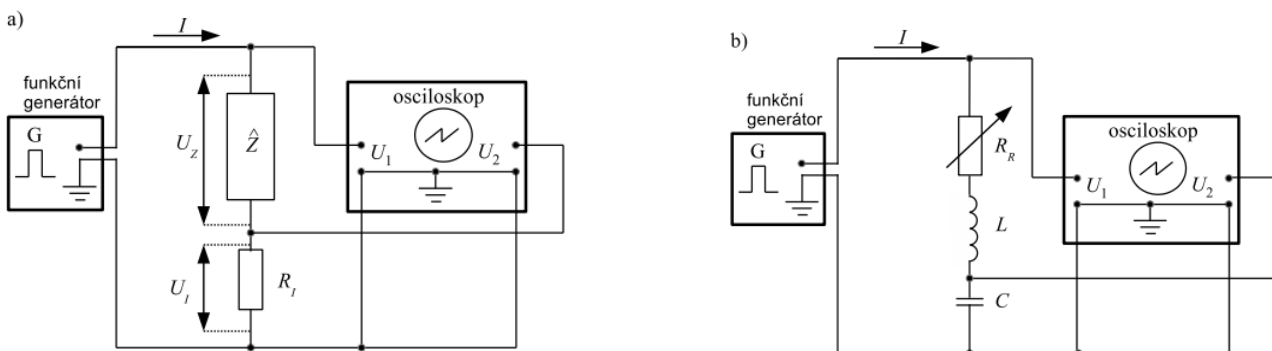 a)
I
funkční
generátor
G
U_Z
Ẑ
osciloskop
U_1
U_2
U_I
R_I
b)
I
funkční
generátor
G
R_R
osciloskop
U_1
U_2
L
C